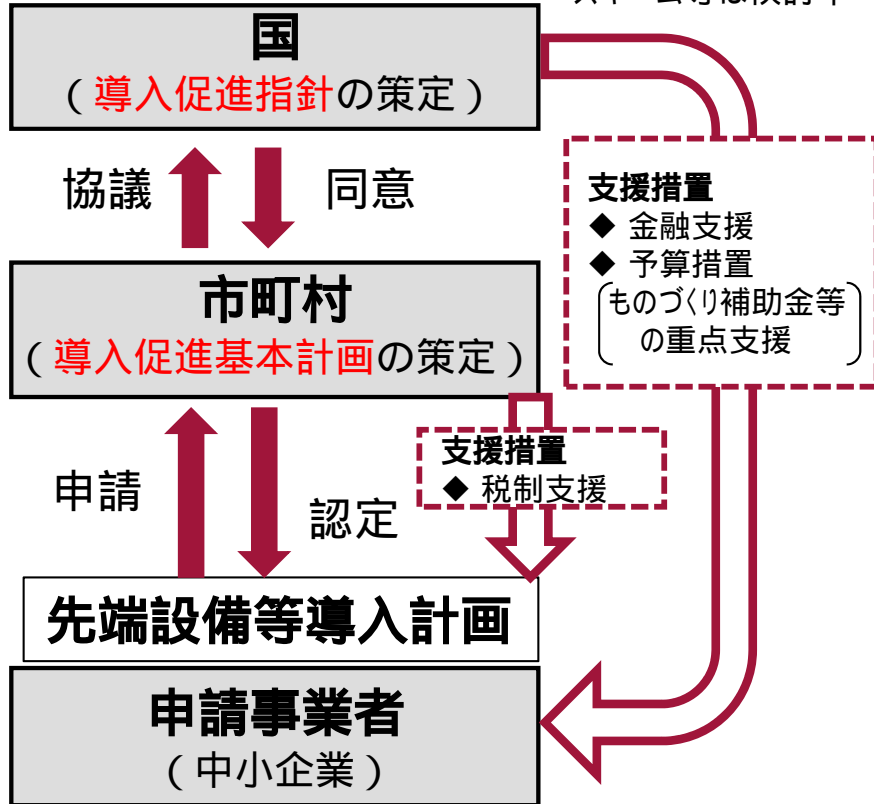 国
（導入促進指針の策定）
協議
同意
支援措置
◆ 金融支援
◆ 予算措置
ものづくり補助金等
の重点支援
市町村
（導入促進基本計画の策定）
支援措置
◆ 税制支援
申請
認定
先端設備等導入計画
申請事業者
（中小企業）